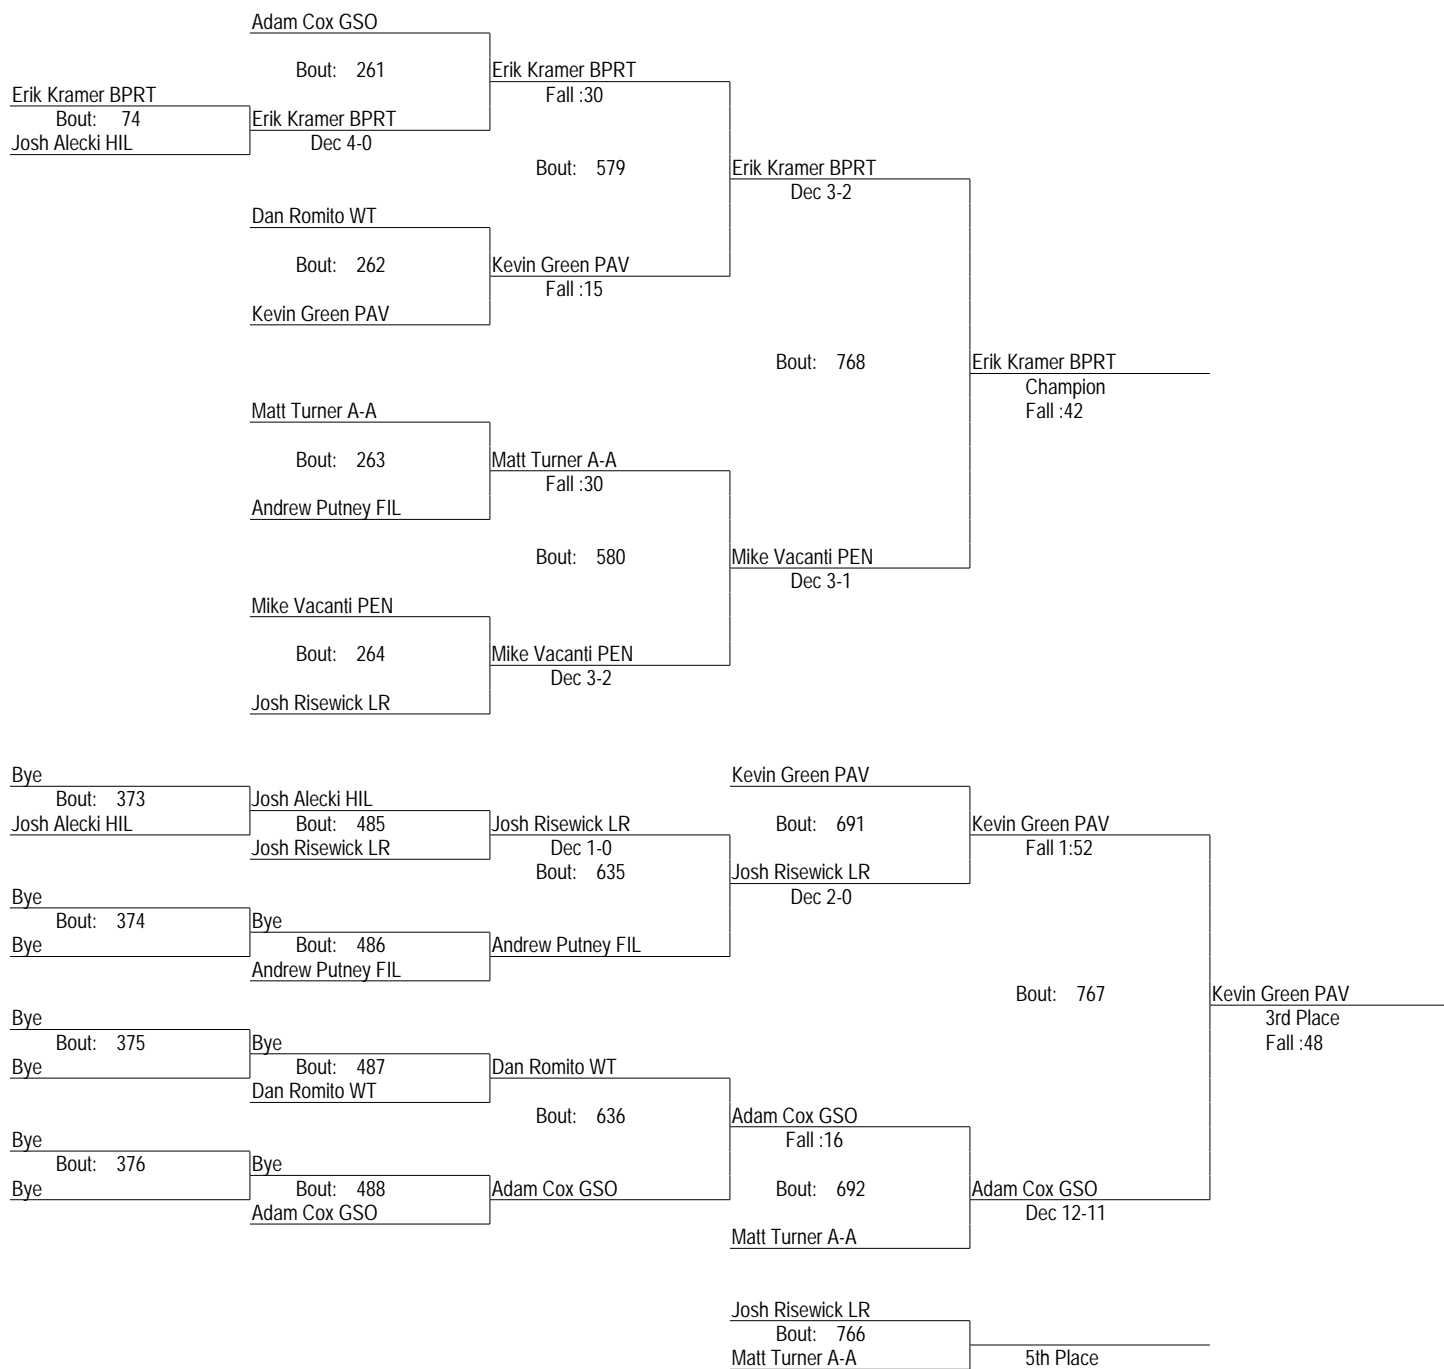 Adam Cox GSO
Bout: 261
Erik Kramer BPRT
Fall :30
Erik Kramer BPRT
Bout: 74
Josh Alecki HIL
Erik Kramer BPRT
Dec 4-0
Bout: 579
Erik Kramer BPRT
Dec 3-2
Dan Romito WT
Bout: 262
Kevin Green PAV
Fall :15
Kevin Green PAV
Bout: 768
Erik Kramer BPRT
Champion
Fall :42
Matt Turner A-A
Bout: 263
Matt Turner A-A
Fall :30
Andrew Putney FIL
Bout: 580
Mike Vacanti PEN
Dec 3-1
Mike Vacanti PEN
Bout: 264
Mike Vacanti PEN
Dec 3-2
Josh Risewick LR
Bye
Bout: 373
Josh Alecki HIL
Josh Alecki HIL
Bout: 485
Josh Risewick LR
Josh Risewick LR
Dec 1-0
Bout: 635
Kevin Green PAV
Bout: 691
Josh Risewick LR
Dec 2-0
Kevin Green PAV
Fall 1:52
Bye
Bout: 374
Bye
Bye
Bout: 486
Andrew Putney FIL
Andrew Putney FIL
Bout: 767
Kevin Green PAV
3rd Place
Fall :48
Bye
Bout: 375
Bye
Bye
Bout: 487
Dan Romito WT
Dan Romito WT
Bout: 636
Adam Cox GSO
Fall :16
Bye
Bout: 376
Bye
Bye
Bout: 488
Adam Cox GSO
Adam Cox GSO
Bout: 692
Adam Cox GSO
Dec 12-11
Matt Turner A-A
Josh Risewick LR
Bout: 766
Matt Turner A-A
5th Place